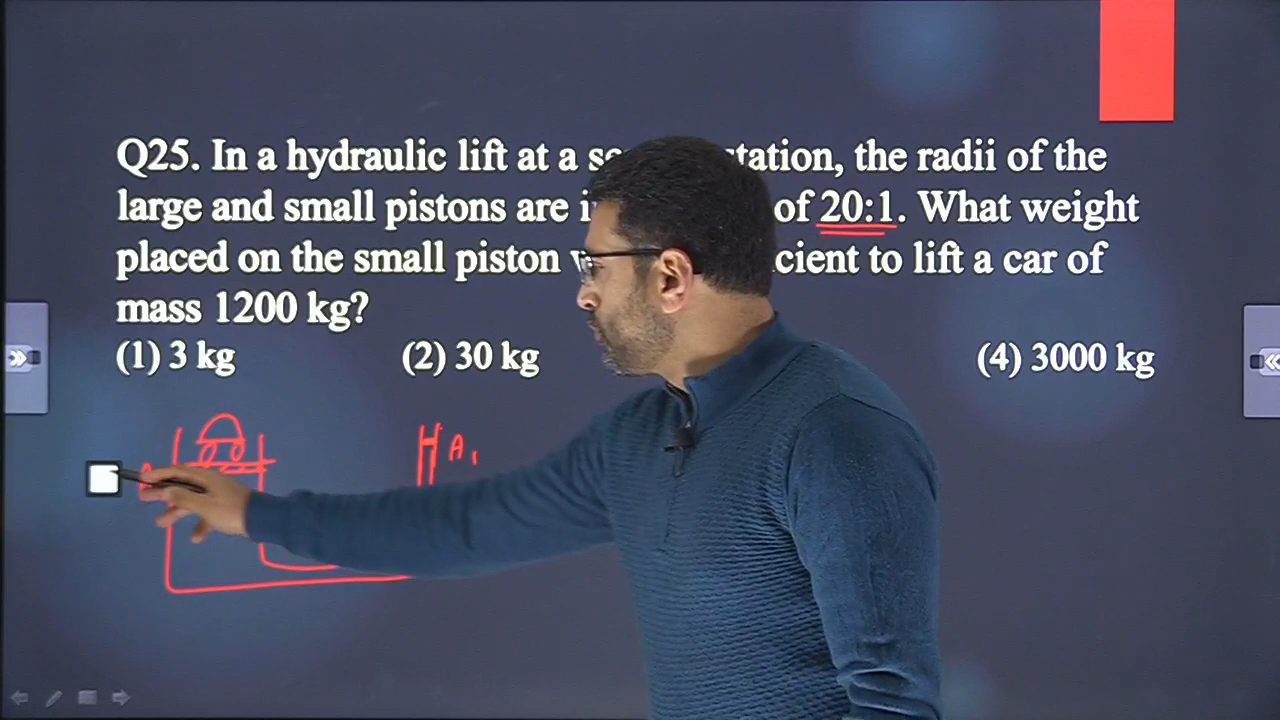 Q25. In a hydraulic lift at a tation, the radii of the
large and small pistons are of 20:1. What weight
placed on the small piston cient to lift a car of
mass 1200 kg?
(1) 3 kg (2) 30 kg (4) 3000 kg
A₁